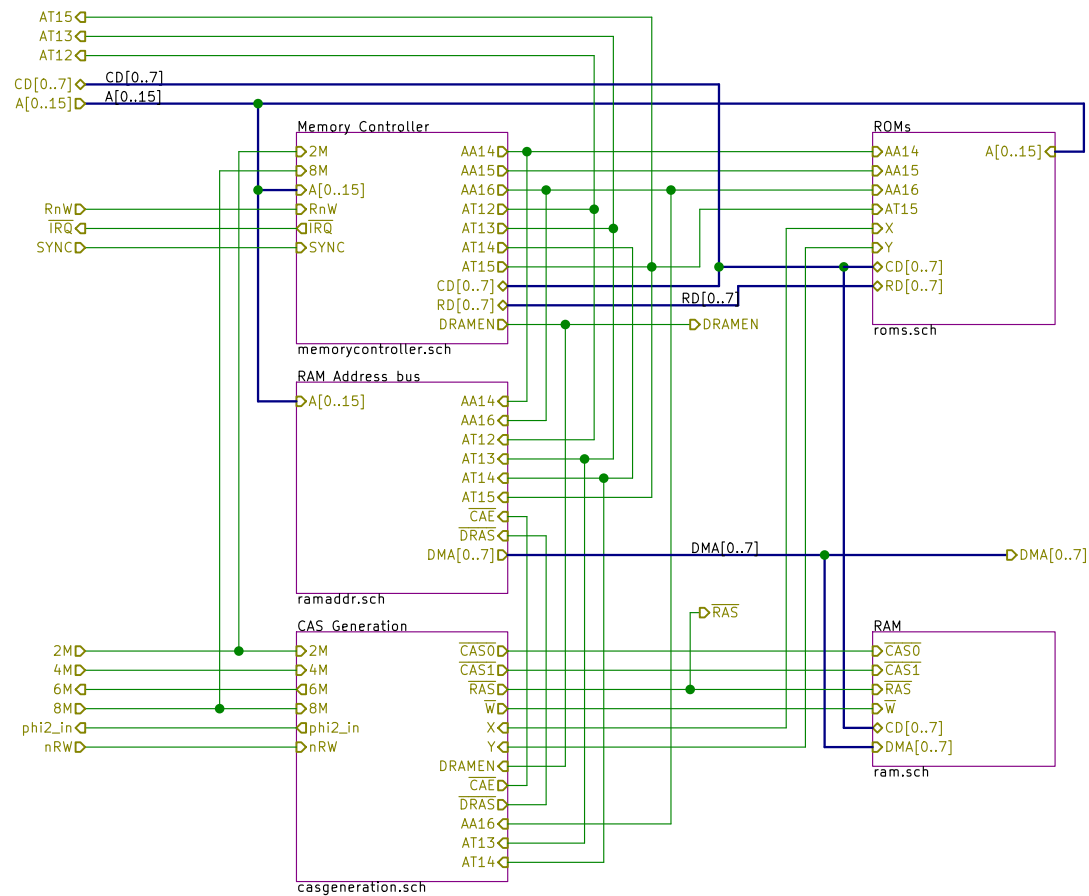 AT15
AT13
AT12
CD[0..7] CD[0..7]
A[0..15] A[0..15]
Memory Controller
2M AA14
8M AA15
A[0..15] AA16
RnW RnW AT12
IRQ IRQ AT13
SYNC SYNC AT14
AT15
CD[0..7]
RD[0..7] RD[0..7]
DRAMEN DRAMEN
memorycontroller.sch
ROMs
AA14 A[0..15]
AA15
AA16
AT15
X
Y
CD[0..7]
RD[0..7]
roms.sch
RAM Address bus
A[0..15] AA14
AA16
AT12
AT13
AT14
AT15
CAE
DRAS
DMA[0..7] DMA[0..7] DMA[0..7]
ramaddr.sch
RAS
CAS Generation
2M 2M CAS0
4M 4M CAS1
6M 6M RAS
8M 8M W
phi2_in phi2_in X
nRW nRW Y
DRAMEN
CAE
DRAS
AA16
AT13
AT14
casgeneration.sch
RAM
CAS0
CAS1
RAS
W
CD[0..7]
DMA[0..7]
ram.sch